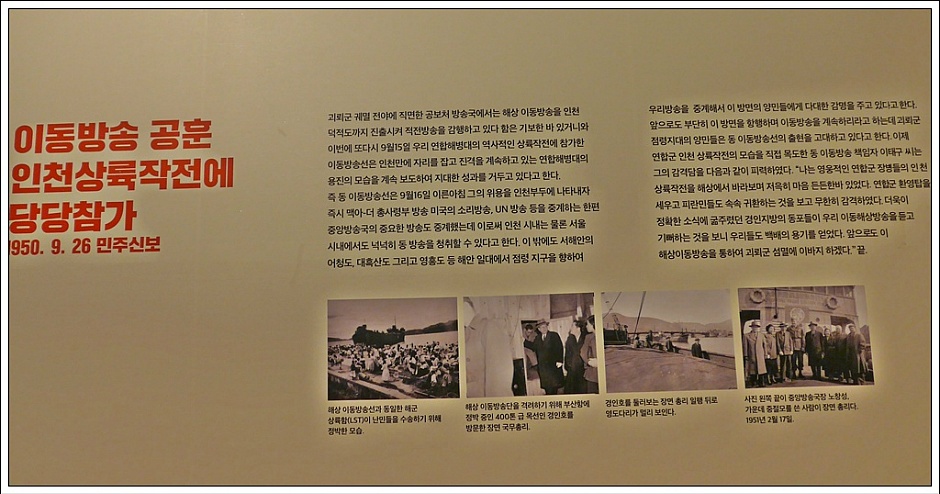 이동방송 공훈
인천상륙작전에
당당참가
1950. 9. 26 민주신보
괴뢰군 궤멸 전야에 직면한 공보처 방송국에서는 해상 이동방송을 인천
덕적도까지 진출시켜 적전방송을 감행하고 있다 함은 기보한 바 있거니와
이번에 또다시 9월15일 우리 연합해병대의 역사적인 상륙작전에 참가한
이동방송선은 인천만에 자리를 잡고 진격을 계속하고 있는 연합해병대의
용진의 모습을 계속 보도하여 지대한 성과를 거두고 있다고 한다.
즉 동 이동방송선은 9월16일 이른아침 그의 위용을 인천부두에 나타내자
즉시 맥아-더 총사령부 방송 미국의 소리방송, UN 방송 등을 중계하는 한편
중앙방송국의 중요한 방송도 중계했는데 이로써 인천 시내는 물론 서울
시내에서도 넉넉히 동 방송을 청취할 수 있다고 한다. 이 밖에도 서해안의
어청도, 대흑산도 그리고 영흥도 등 해안 일대에서 점령 지구을 향하여
우리방송을 중계해서 이 방면의 양민들에게 다대한 감명을 주고 있다고 한다.
앞으로도 부단히 이 방면을 항행하며 이동방송을 계속하리라고 하는데 괴뢰군
점령지대의 양민들은 동 이동방송선의 출현을 고대하고 있다고 한다. 이제
연합군 인천 상륙작전의 모습을 직접 목도한 동 이동방송 책임자 이태구 씨는
그의 감격담을 다음과 같이 피력하였다. "나는 영웅적인 연합군 장병들의 인천
상륙작전을 해상에서 바라보며 저윽히 마음 든든한바 있었다. 연합군 환영탑을
세우고 피란민들도 속속 귀환하는 것을 보고 무한히 감격하였다. 더욱이
정확한 소식에 굶주렸던 경인지방의 동포들이 우리 이동해상방송을 듣고
기뻐하는 것을 보니 우리들도 백배의 용기를 얻었다. 앞으로도 이
해상이동방송을 통하여 괴뢰군 섬멸에 이바지 하겠다." 끝.
해상 이동방송선과 동일한 해군
상륙함(LST)이 난민들을 수송하기 위해
정박한 모습.
해상 이동방송단을 격려하기 위해 부산항에
정박 중인 400톤 급 목선인 경인호를
방문한 장면 국무총리.
경인호를 둘러보는 장면 총리 일행 뒤로
영도다리가 멀리 보인다.
사진 왼쪽 끝이 중앙방송국장 노창성,
가운데 중절모를 쓴 사람이 장면 총리다.
1951년 2월 17일.